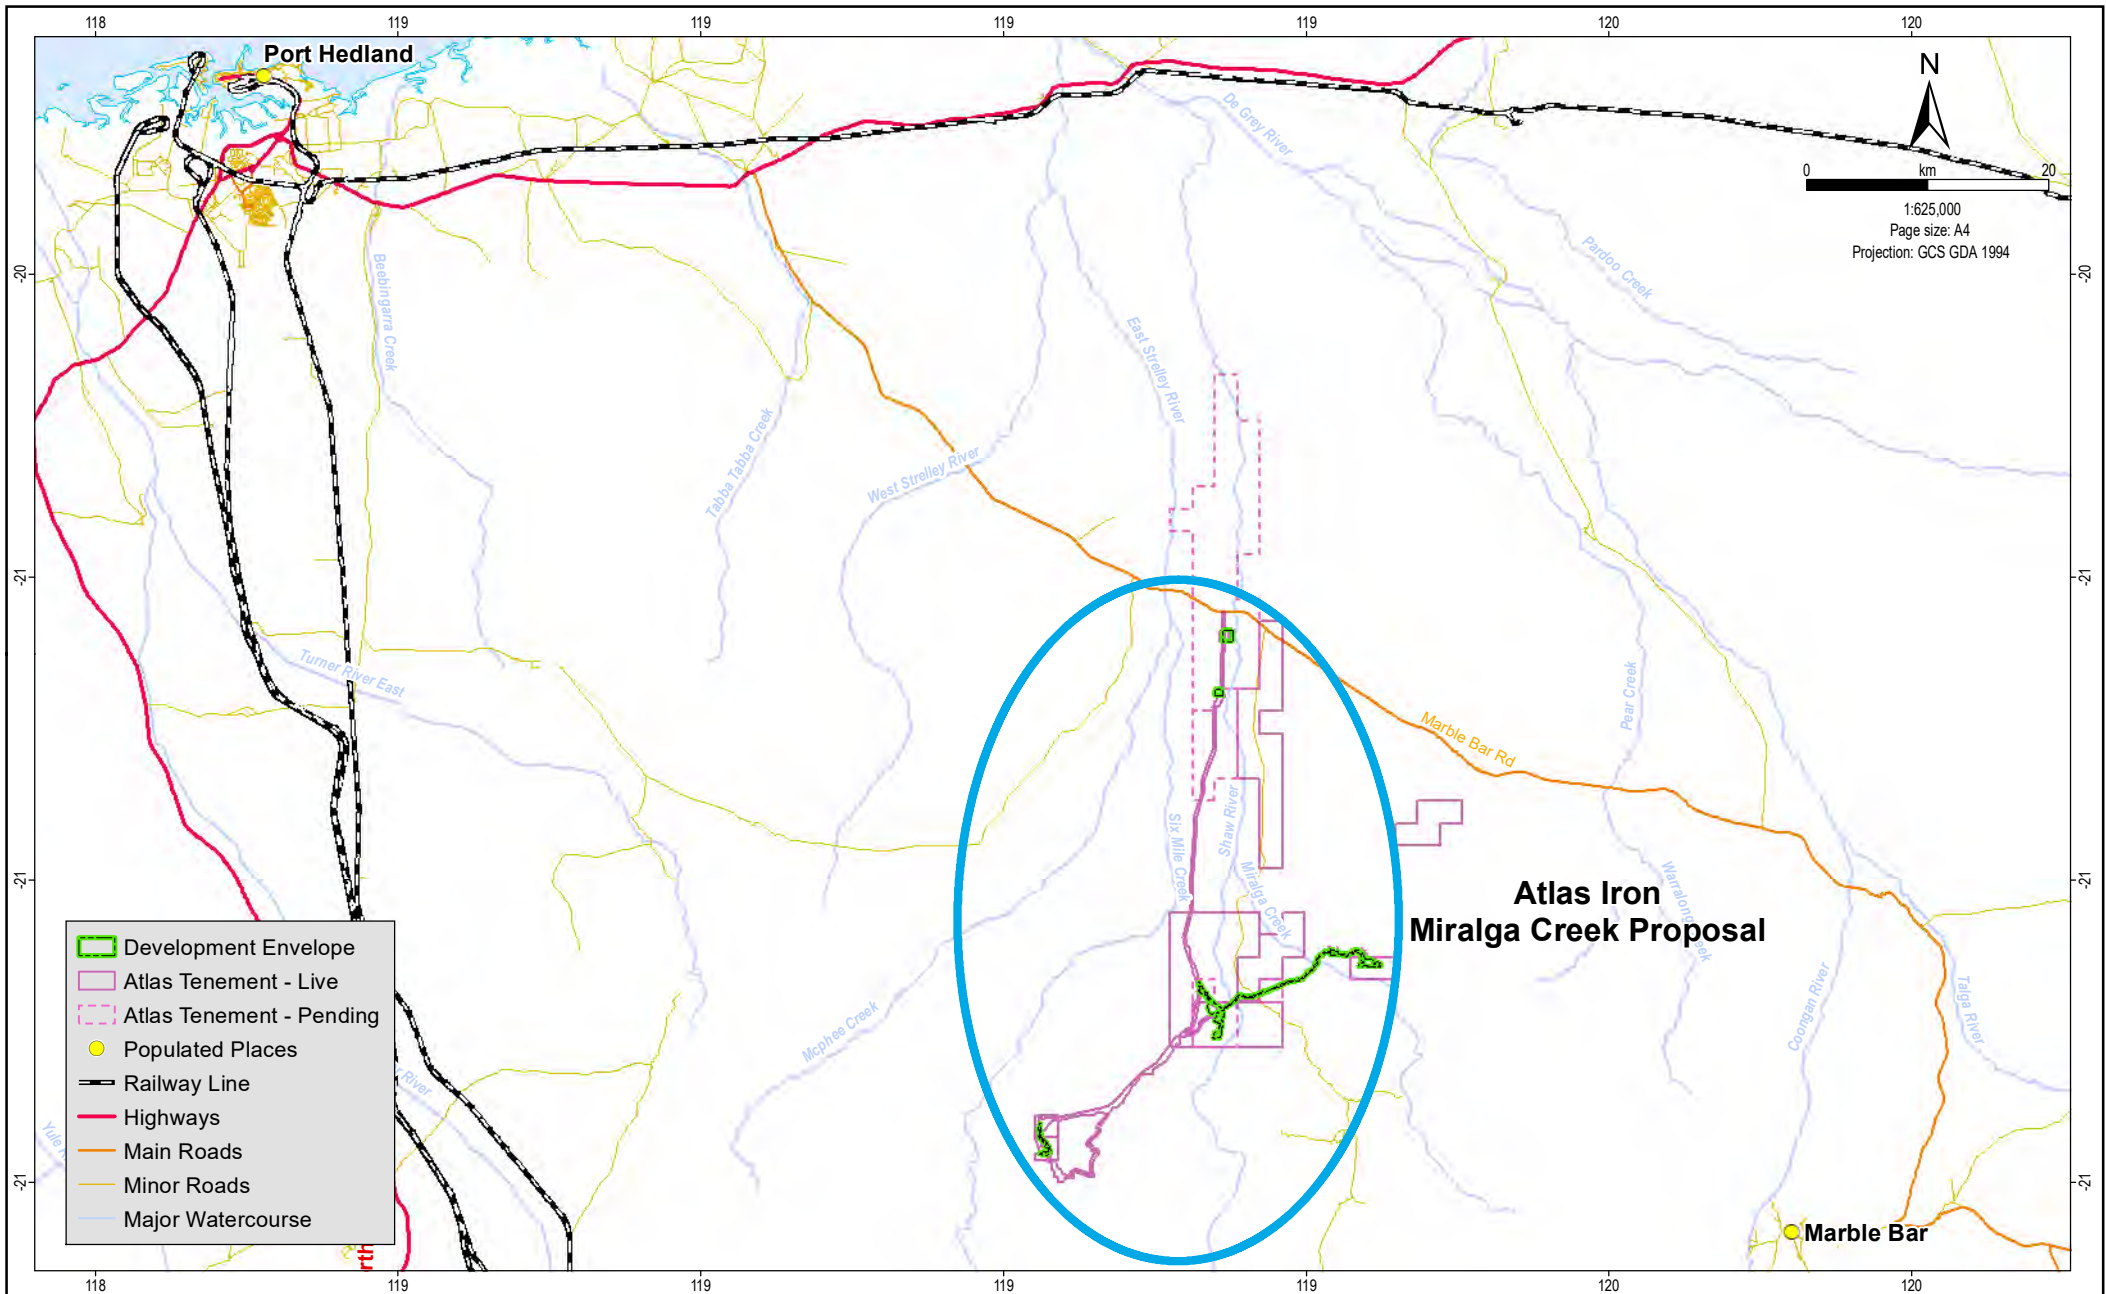 118
119
119
119
119
120
120
Port Hedland
N
0
km
20
1:625,000
Page size: A4
Projection: GCS GDA 1994
De Grey River
Pardoo Creek
-20
-20
Beebingarra Creek
East Strelley River
Tabba Tabba Creek
West Strelley River
-21
-21
Turner River East
Pear Creek
Marble Bar Rd
Six Mile Creek
Shaw River
Miralga Creek
Warralong Creek
-21
-21
Atlas Iron
Miralga Creek Proposal
Coongan River
Talga River
Mcphee Creek
Development Envelope
Atlas Tenement - Live
Atlas Tenement - Pending
Populated Places
Railway Line
Highways
Main Roads
Minor Roads
Major Watercourse
r River
Yule
rth
-21
-21
Marble Bar
118
119
119
119
119
120
120